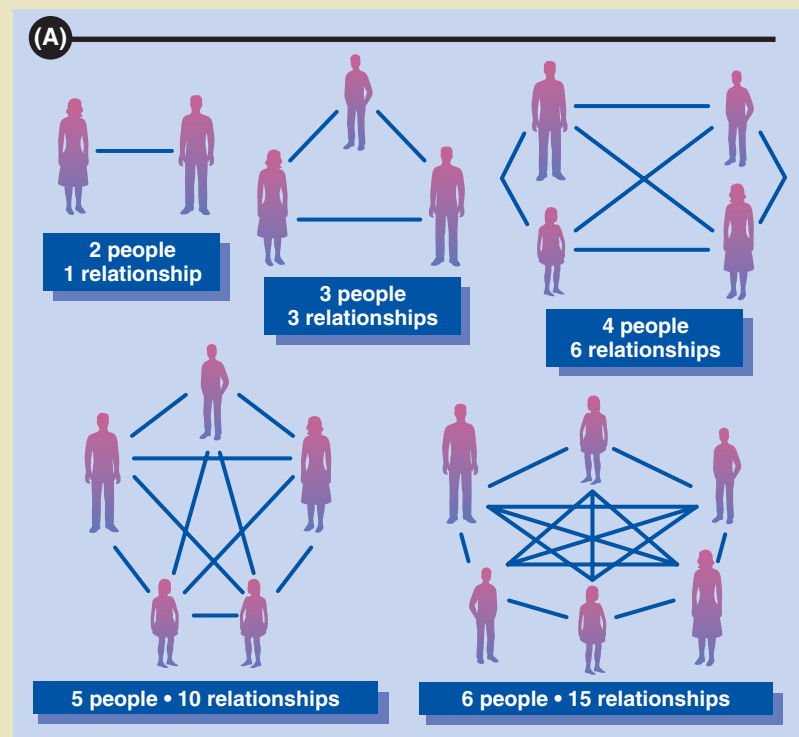 (A)
2 people
1 relationship
3 people
3 relationships
4 people
6 relationships
5 people • 10 relationships
6 people • 15 relationships